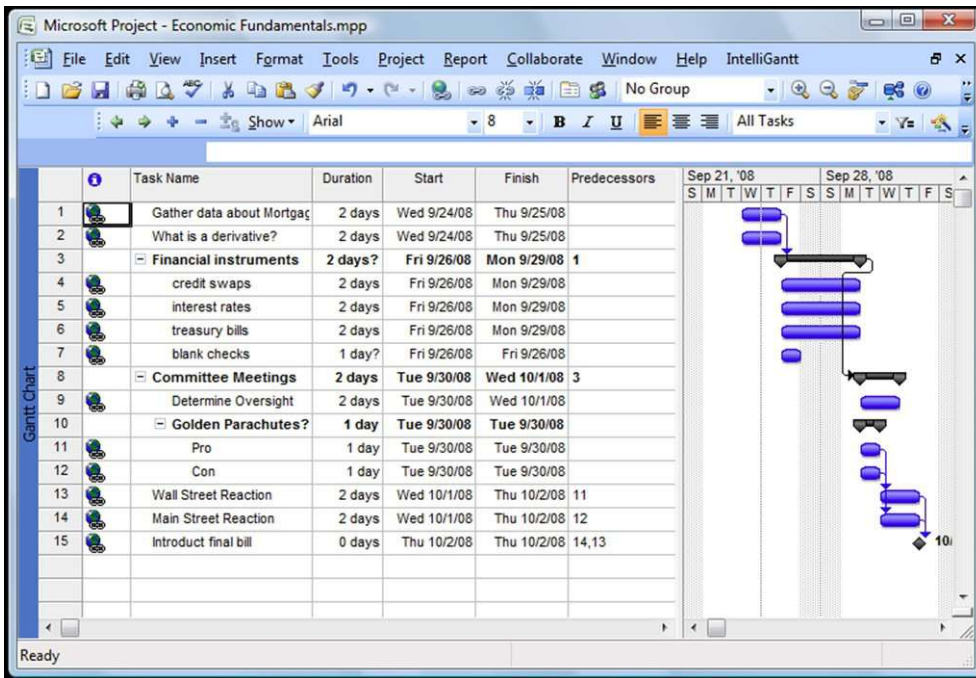 Microsoft Project - Economic Fundamentals.mpp
File Edit View Insert Format Tools Project Report Collaborate Window Help IntelliGantt
No Group
Show Arial 8 B I U All Tasks
Task Name Duration Start Finish Predecessors Sep 21, '08 Sep 28, '08
S M T W T F S S M T W T F S
1 Gather data about Mortgag 2 days Wed 9/24/08 Thu 9/25/08
2 What is a derivative? 2 days Wed 9/24/08 Thu 9/25/08
3 Financial instruments 2 days? Fri 9/26/08 Mon 9/29/08 1
4 credit swaps 2 days Fri 9/26/08 Mon 9/29/08
5 interest rates 2 days Fri 9/26/08 Mon 9/29/08
6 treasury bills 2 days Fri 9/26/08 Mon 9/29/08
7 blank checks 1 day? Fri 9/26/08 Fri 9/26/08
8 Committee Meetings 2 days Tue 9/30/08 Wed 10/1/08 3
9 Determine Oversight 2 days Tue 9/30/08 Wed 10/1/08
10 Golden Parachutes? 1 day Tue 9/30/08 Tue 9/30/08
11 Pro 1 day Tue 9/30/08 Tue 9/30/08
12 Con 1 day Tue 9/30/08 Tue 9/30/08
13 Wall Street Reaction 2 days Wed 10/1/08 Thu 10/2/08 11
14 Main Street Reaction 2 days Wed 10/1/08 Thu 10/2/08 12
15 Introduct final bill 0 days Thu 10/2/08 Thu 10/2/08 14,13
10/
Gantt Chart
Ready